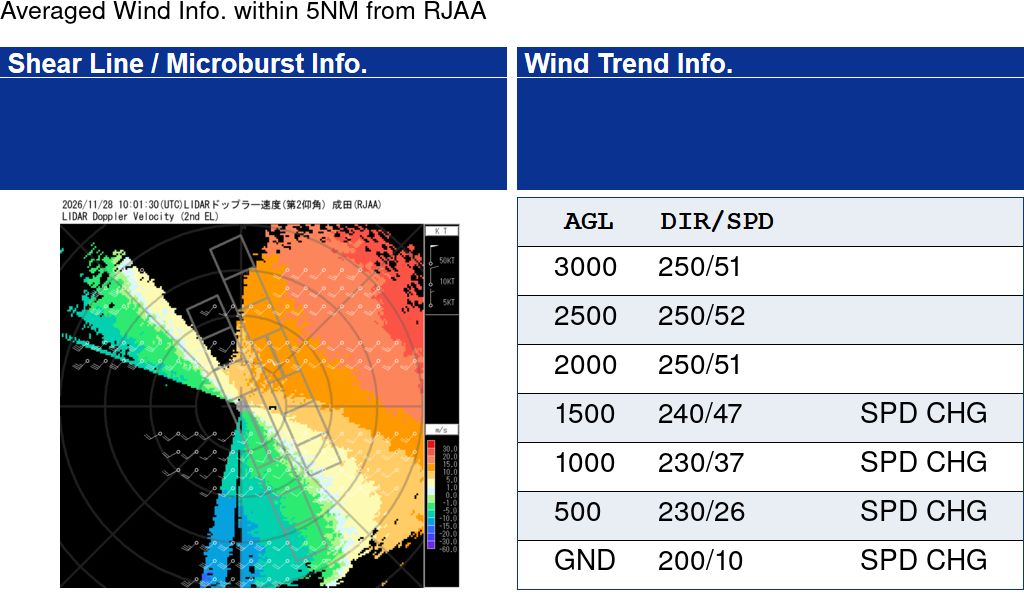 Averaged Wind Info. within 5NM from RJAA
Shear Line / Microburst Info.
Wind Trend Info.
2026/11/28 10:01:30(UTC)LIDARドップラー速度(第2仰角) 成田(RJAA)
LIDAR Doppler Velocity (2nd EL)
K T
50KT
10KT
5KT
m/s
30.0
20.0
15.0
10.0
5.0
1.0
0.0
-1.0
-5.0
-10.0
-15.0
-20.0
-30.0
-60.0
AGL DIR/SPD
3000 250/51
2500 250/52
2000 250/51
1500 240/47 SPD CHG
1000 230/37 SPD CHG
500 230/26 SPD CHG
GND 200/10 SPD CHG